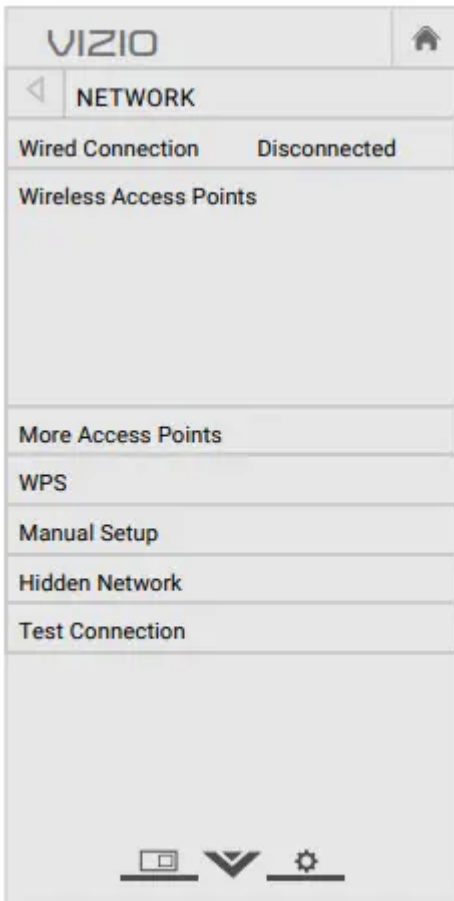 VIZIO
NETWORK
Wired Connection Disconnected
Wireless Access Points
More Access Points
WPS
Manual Setup
Hidden Network
Test Connection